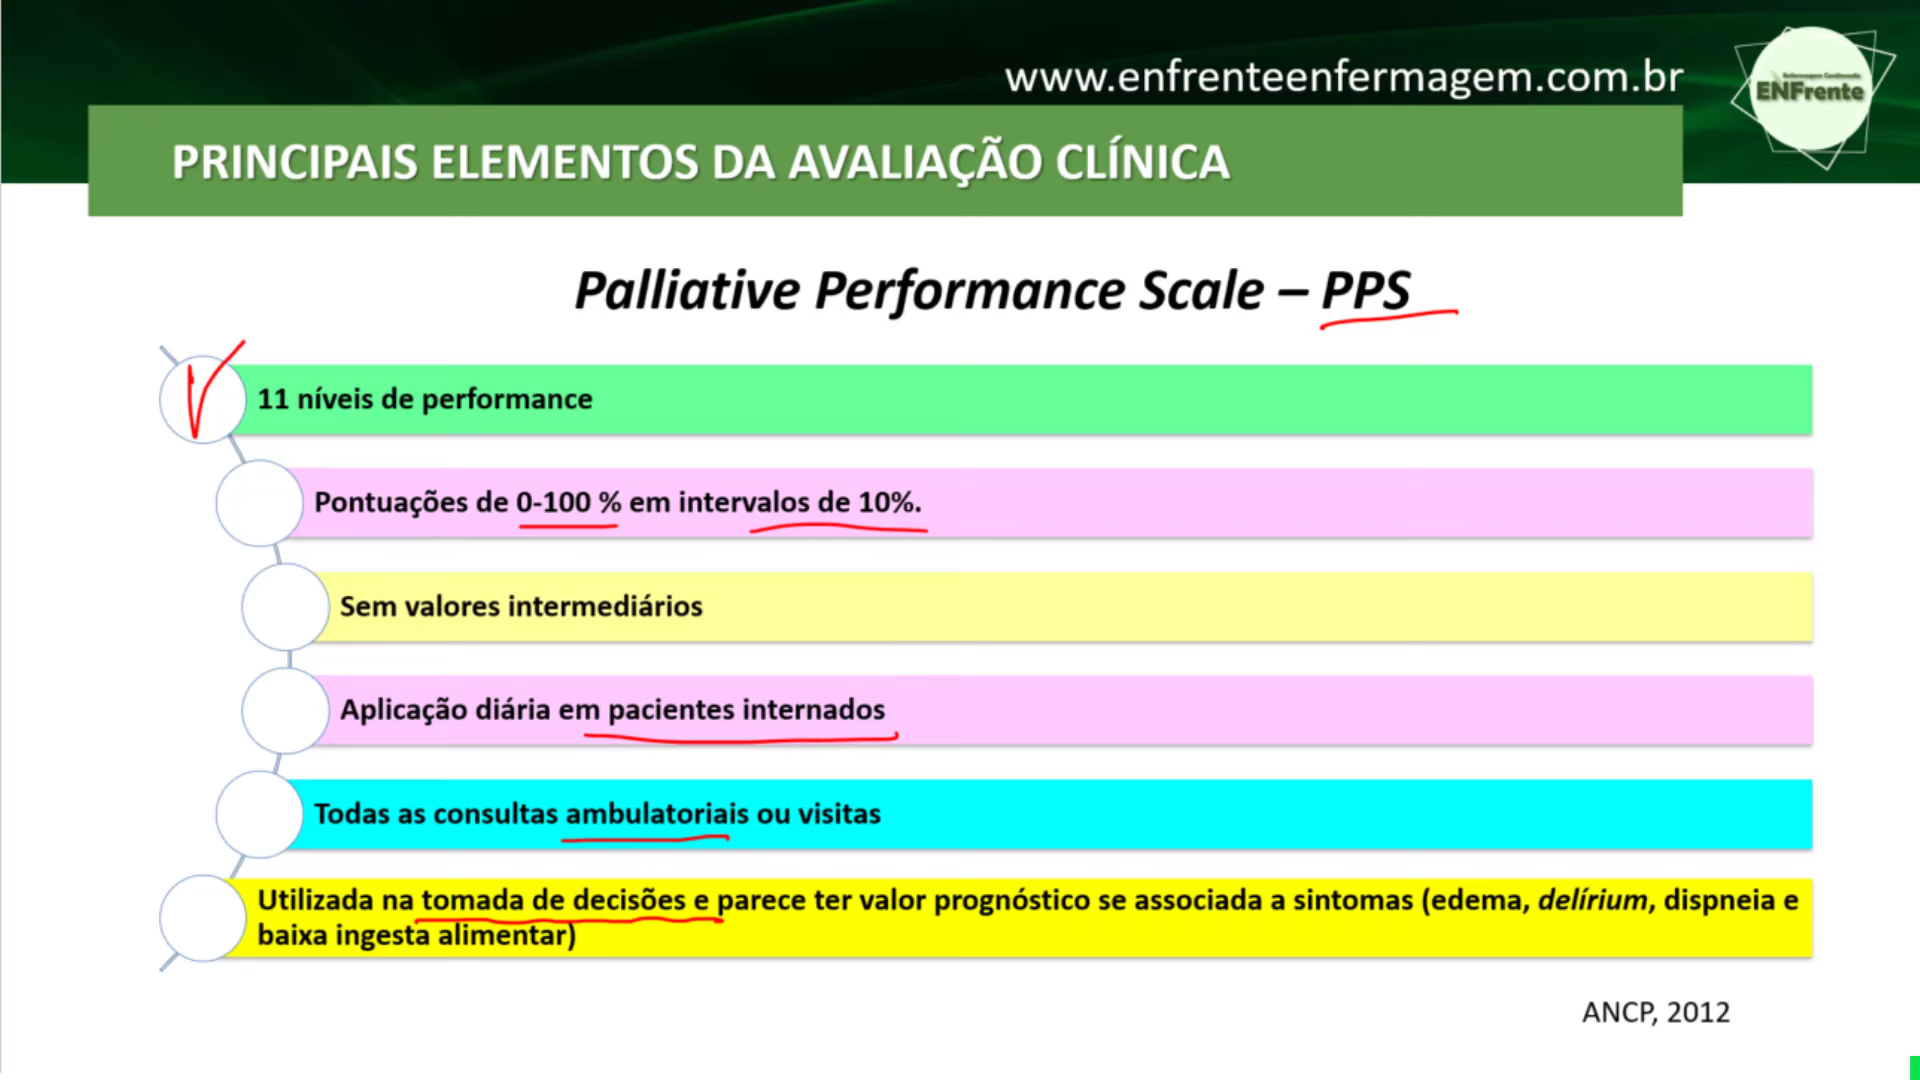 www.enfrenteenfermagem.com.br
Enfermagem Continuada
ENFrente
PRINCIPAIS ELEMENTOS DA AVALIAÇÃO CLÍNICA
Palliative Performance Scale – PPS
11 níveis de performance
Pontuações de 0-100 % em intervalos de 10%.
Sem valores intermediários
Aplicação diária em pacientes internados
Todas as consultas ambulatoriais ou visitas
Utilizada na tomada de decisões e parece ter valor prognóstico se associada a sintomas (edema, delírium, dispneia e
baixa ingesta alimentar)
ANCP, 2012